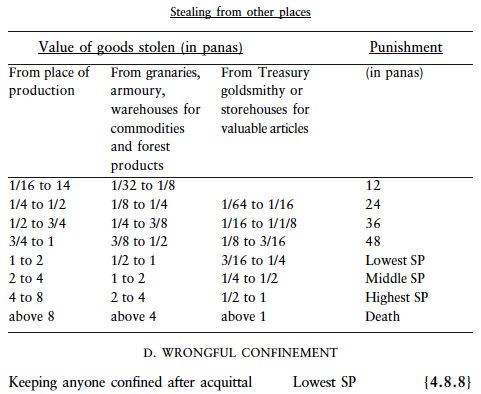 Stealing from other places
Value of goods stolen (in panas) Punishment
From place of From granaries, From Treasury (in panas)
production armoury, goldsmithy or
warehouses for storehouses for
commodities valuable articles
and forest
products
1/16 to 14 1/32 to 1/8 12
1/4 to 1/2 1/8 to 1/4 1/64 to 1/16 24
1/2 to 3/4 1/4 to 3/8 1/16 to 1/1/8 36
3/4 to 1 3/8 to 1/2 1/8 to 3/16 48
1 to 2 1/2 to 1 3/16 to 1/4 Lowest SP
2 to 4 1 to 2 1/4 to 1/2 Middle SP
4 to 8 2 to 4 1/2 to 1 Highest SP
above 8 above 4 above 1 Death
D. WRONGFUL CONFINEMENT
Keeping anyone confined after acquittal Lowest SP {4.8.8}